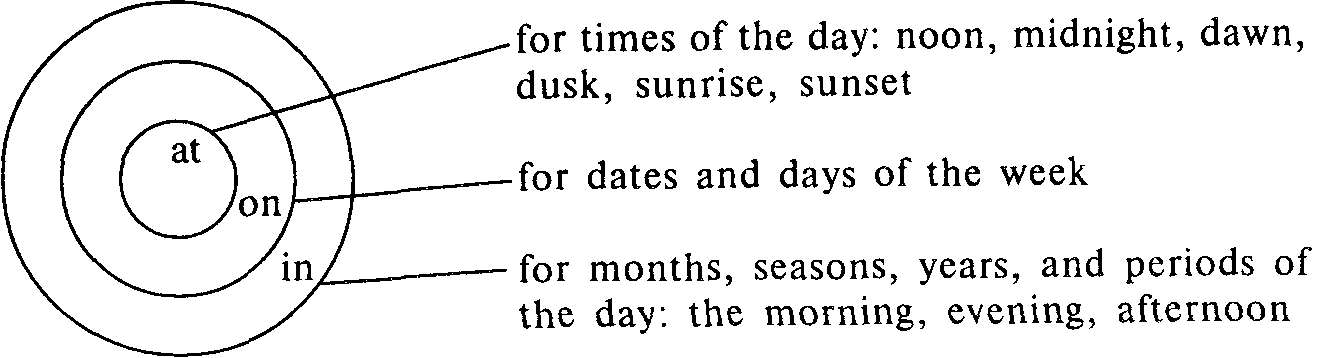 for times of the day: noon, midnight, dawn,
dusk, sunrise, sunset
at
for dates and days of the week
on
in
for months, seasons, years, and periods of
the day: the morning, evening, afternoon